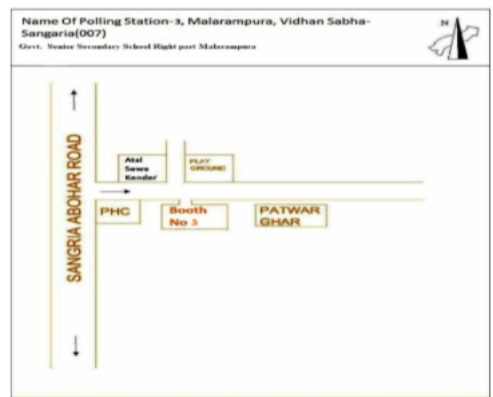 Name Of Polling Station-3, Malarampura, Vidhan Sabha-
Sangaria(007)
Govt. Senior Secondary School Right part Malarampura
N
SANGRIA ABOHAR ROAD
Atal
Sewa
Kender
PLAY
GROUND
PHC
Booth
No 3
PATWAR
GHAR